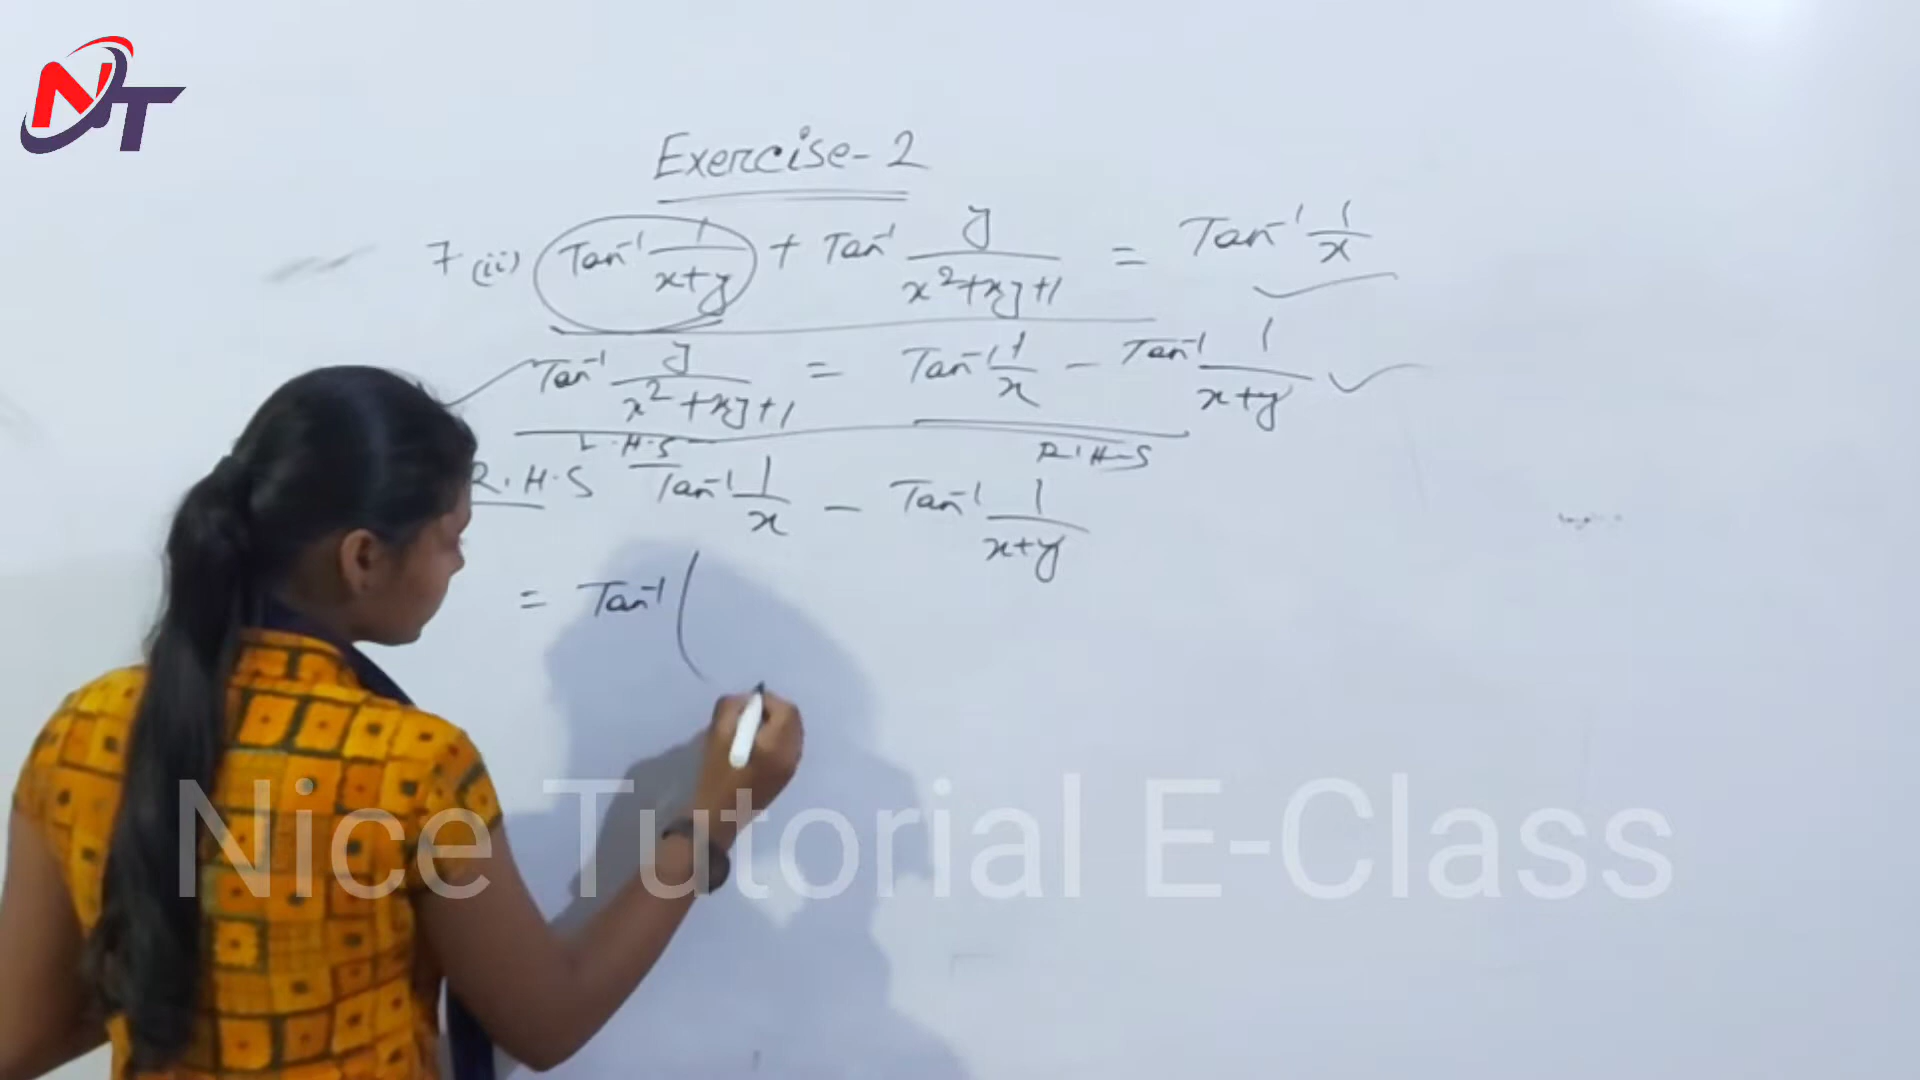 NT
Exercise-2
7 (ii) Tan⁻¹ 1/(x+y) + Tan⁻¹ y/(x²+xy+1) = Tan⁻¹ 1/x
Tan⁻¹ y/(x²+xy+1) = Tan⁻¹ 1/x - Tan⁻¹ 1/(x+y)
L.H.S R.H.S
R.H.S Tan⁻¹ 1/x - Tan⁻¹ 1/(x+y)
= Tan⁻¹ (
Nice Tutorial E-Class